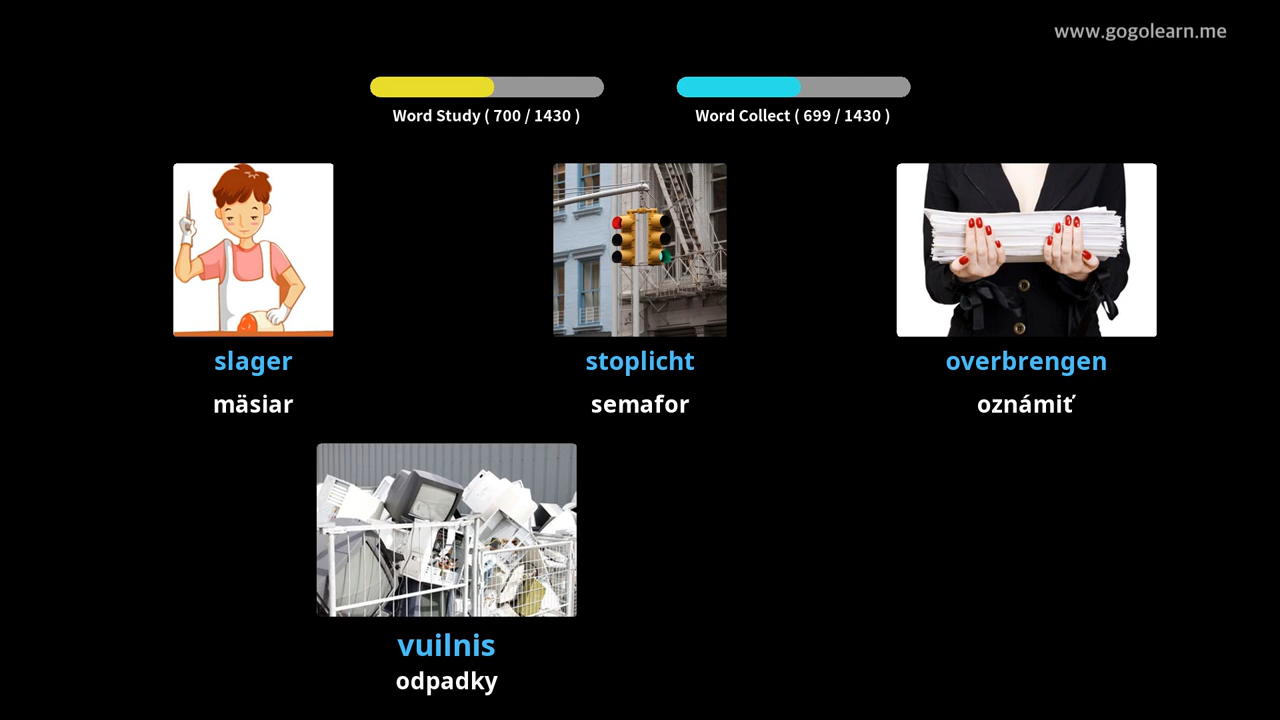 www.gogolearn.me
Word Study ( 700 / 1430 )
Word Collect ( 699 / 1430 )
slager
mäsiar
stoplicht
semafor
overbrengen
oznámiť
vuilnis
odpadky